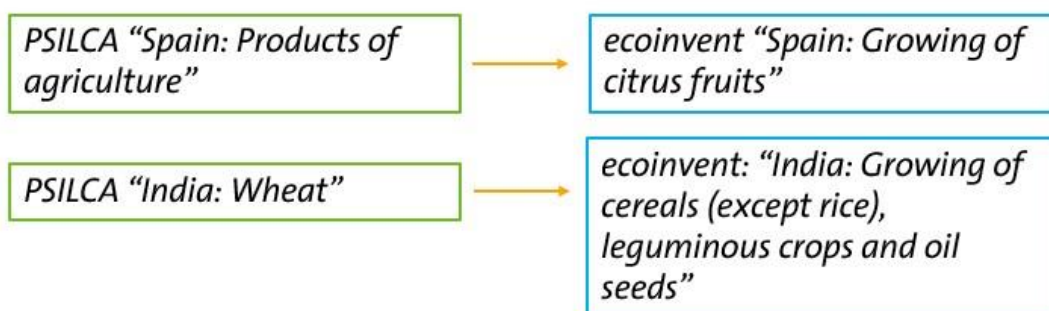 PSILCA “Spain: Products of
agriculture”
ecoinvent “Spain: Growing of
citrus fruits”
PSILCA “India: Wheat”
ecoinvent: “India: Growing of
cereals (except rice),
leguminous crops and oil
seeds”